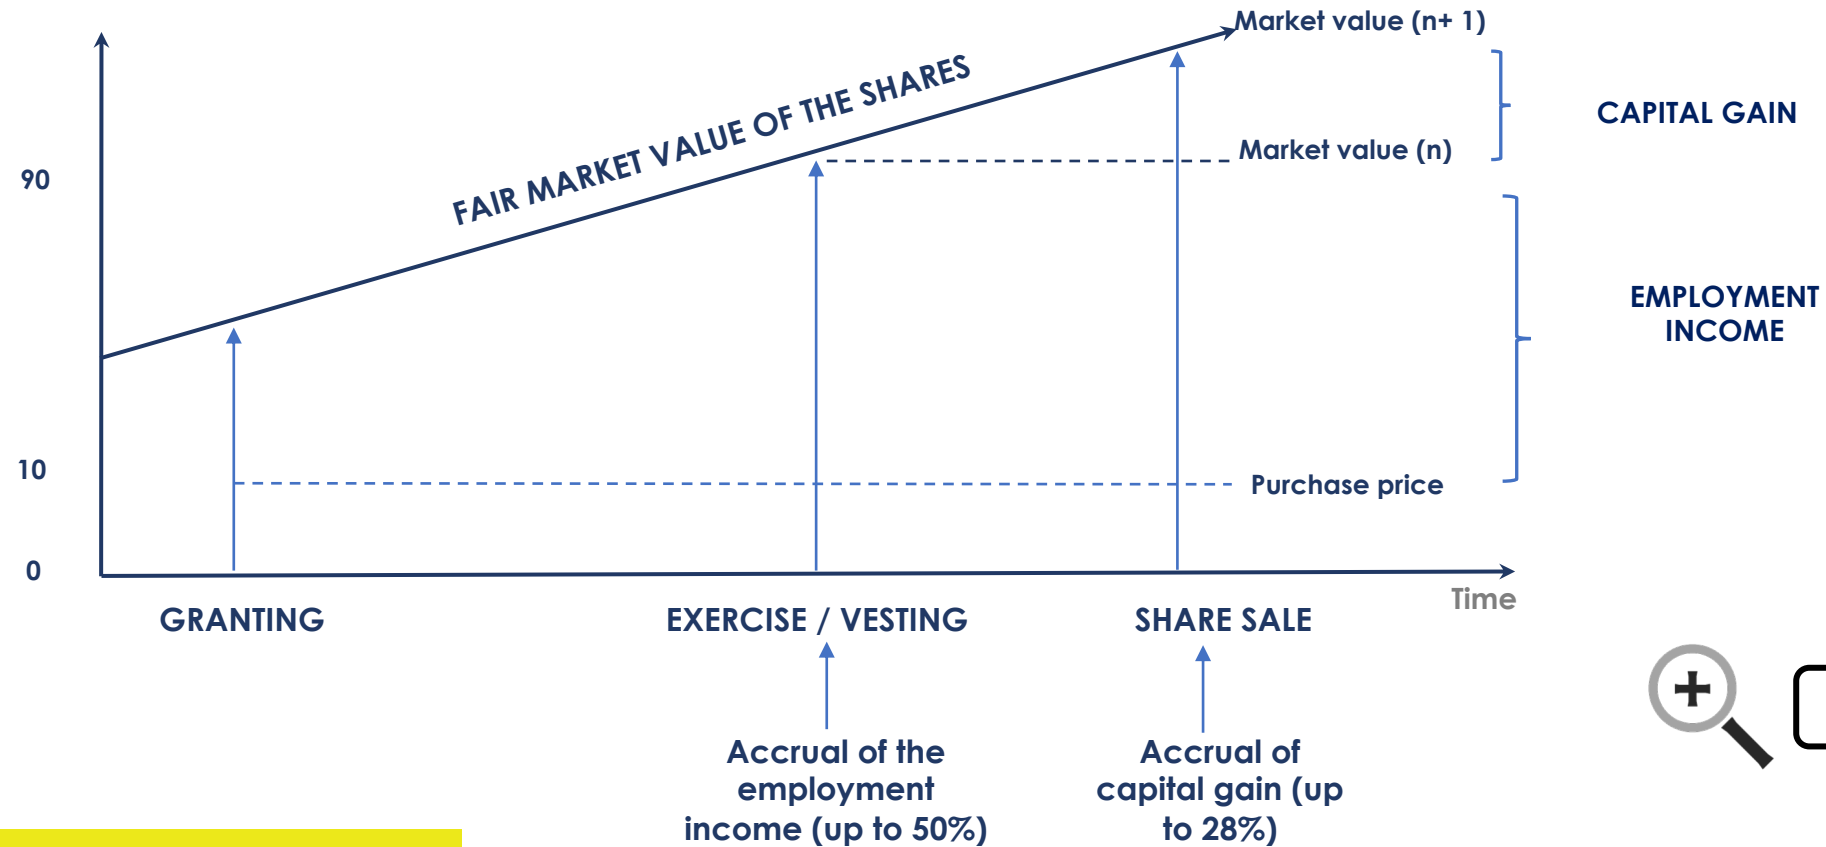 Market value (n+ 1)
FAIR MARKET VALUE OF THE SHARES
CAPITAL GAIN
Market value (n)
90
EMPLOYMENT
INCOME
10
Purchase price
0
Time
GRANTING
EXERCISE / VESTING
SHARE SALE
Accrual of the
employment
income (up to 50%)
Accrual of
capital gain (up
to 28%)